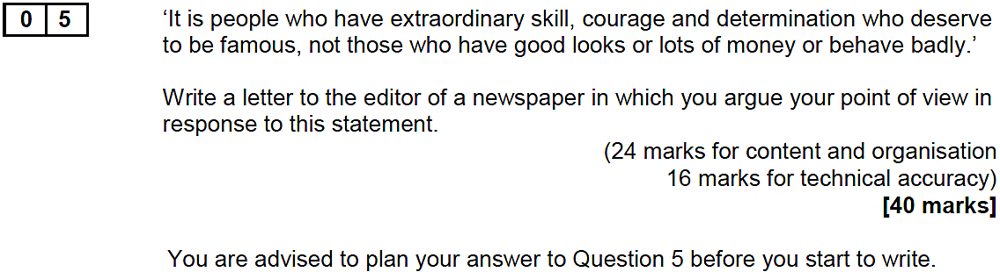 0 5
‘It is people who have extraordinary skill, courage and determination who deserve
to be famous, not those who have good looks or lots of money or behave badly.’
Write a letter to the editor of a newspaper in which you argue your point of view in
response to this statement.
(24 marks for content and organisation
16 marks for technical accuracy)
[40 marks]
You are advised to plan your answer to Question 5 before you start to write.